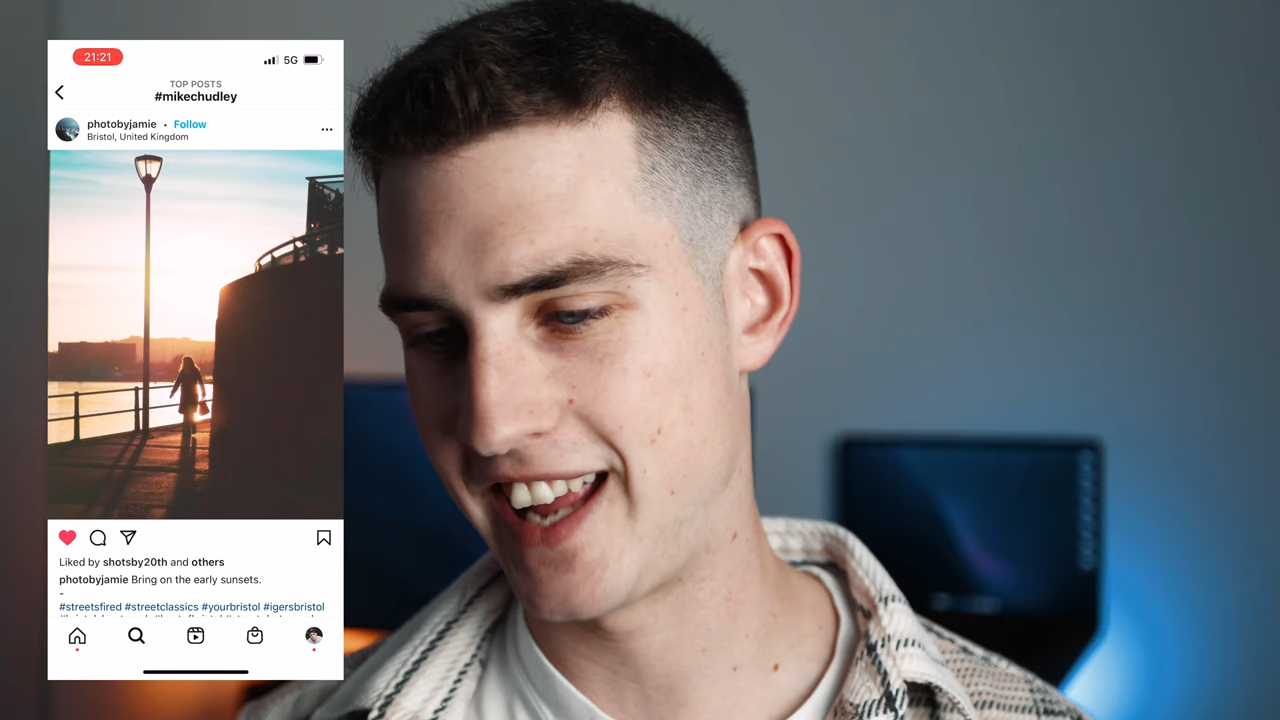 21:21
5G
TOP POSTS
#mikechudley
photobyjamie • Follow
Bristol, United Kingdom
Liked by shotsby20th and others
photobyjamie Bring on the early sunsets.
-
#streetsfired #streetclassics #yourbristol #igersbristol